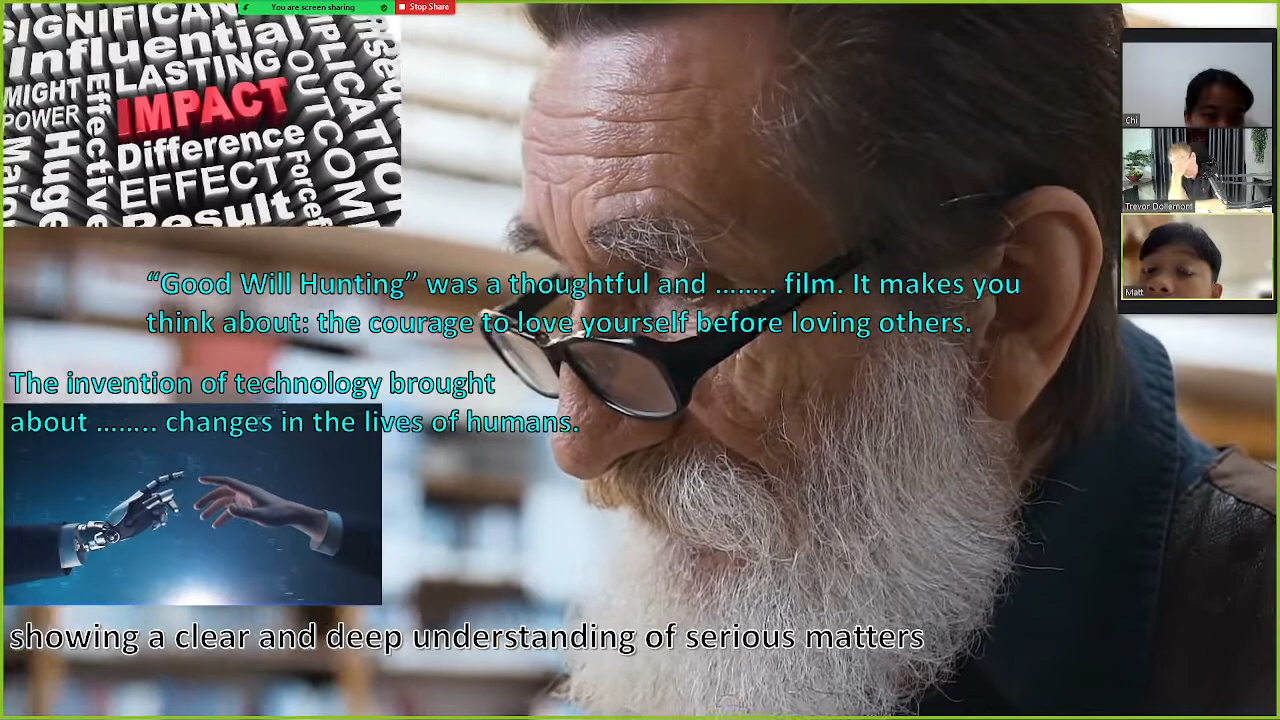 You are screen sharing
Stop Share
SIGNIFICAN
Influential
MIGHT
LASTING
POWER
IMPACT
Effective
Difference
EFFECT
Huge
Result
OUTCOM
Chi
Trevor Dollemont
Matt
“Good Will Hunting” was a thoughtful and …….. film. It makes you
think about: the courage to love yourself before loving others.
The invention of technology brought
about …….. changes in the lives of humans.
showing a clear and deep understanding of serious matters